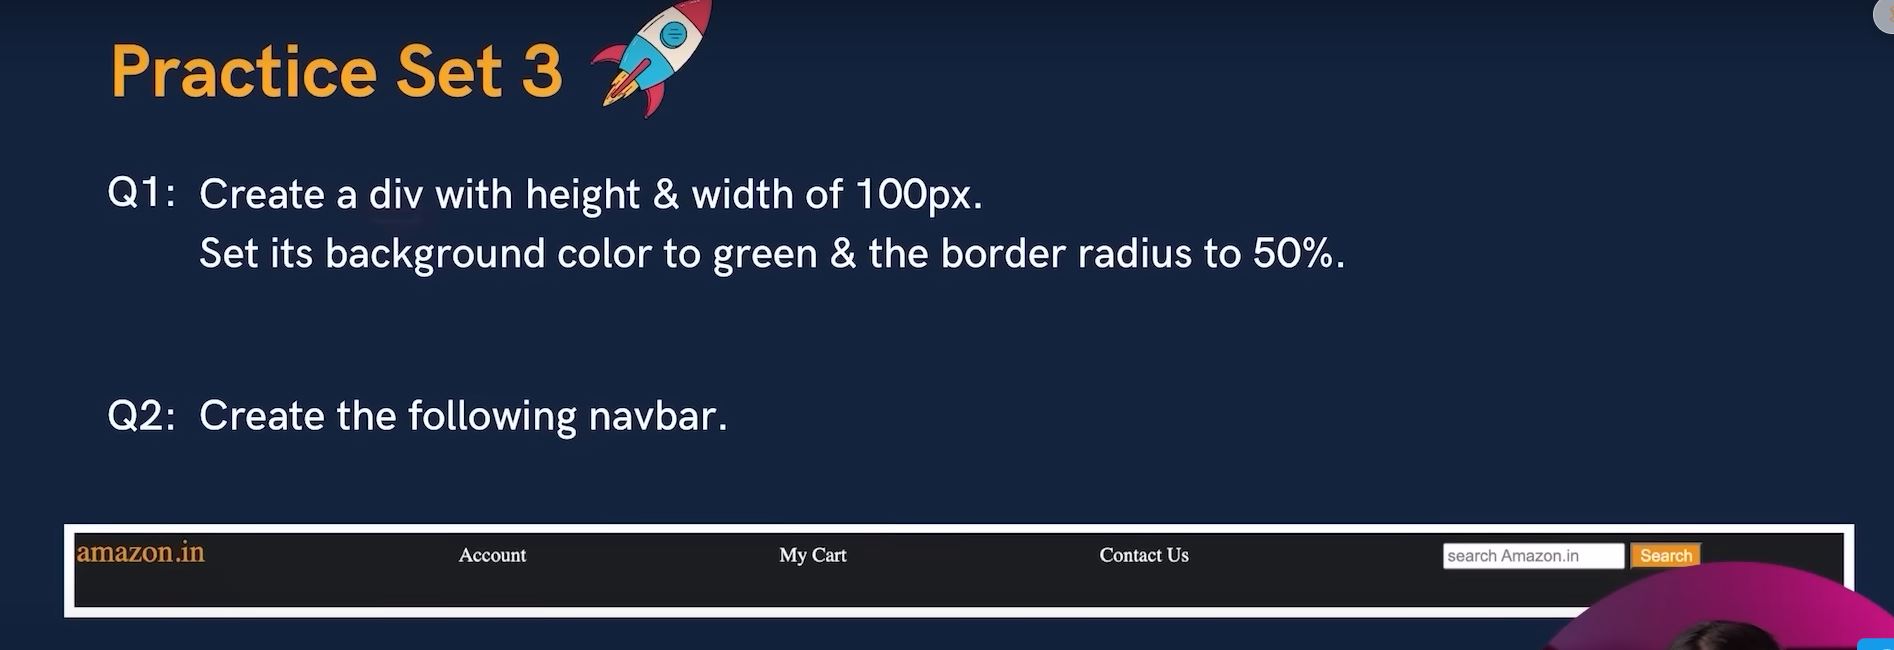 Practice Set 3
Q1: Create a div with height & width of 100px.
Set its background color to green & the border radius to 50%.
Q2: Create the following navbar.
amazon.in Account My Cart Contact Us search Amazon.in Search